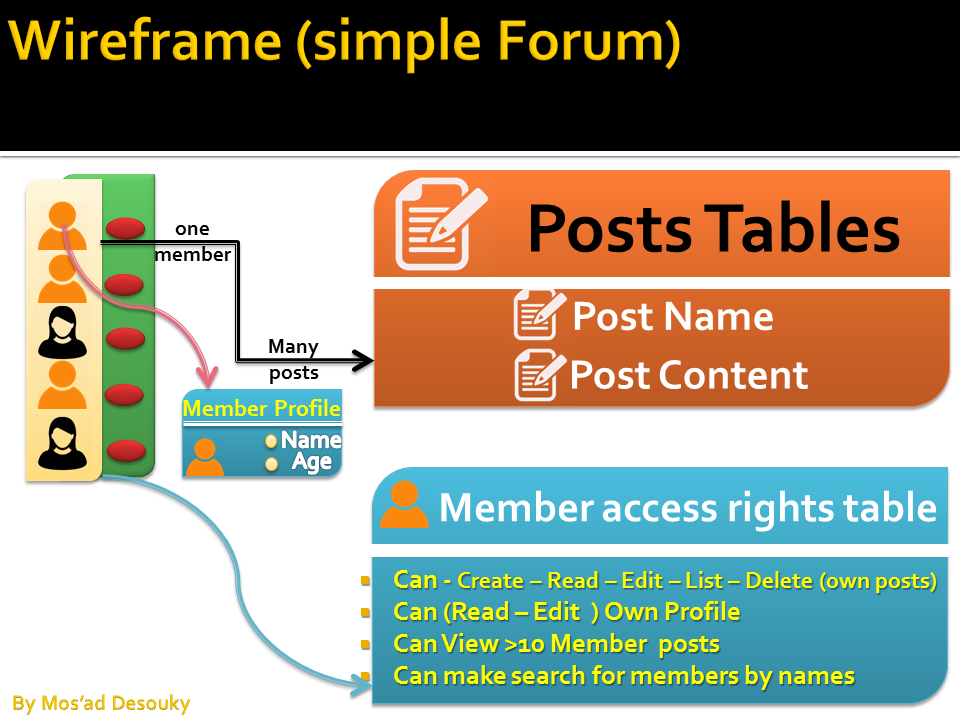 Wireframe (simple Forum)
one
member
Many
posts
Posts Tables
Post Name
Post Content
Member Profile
Name
Age
Member access rights table
Can - Create – Read – Edit – List – Delete (own posts)
Can (Read – Edit ) Own Profile
Can View >10 Member posts
Can make search for members by names
By Mos'ad Desouky